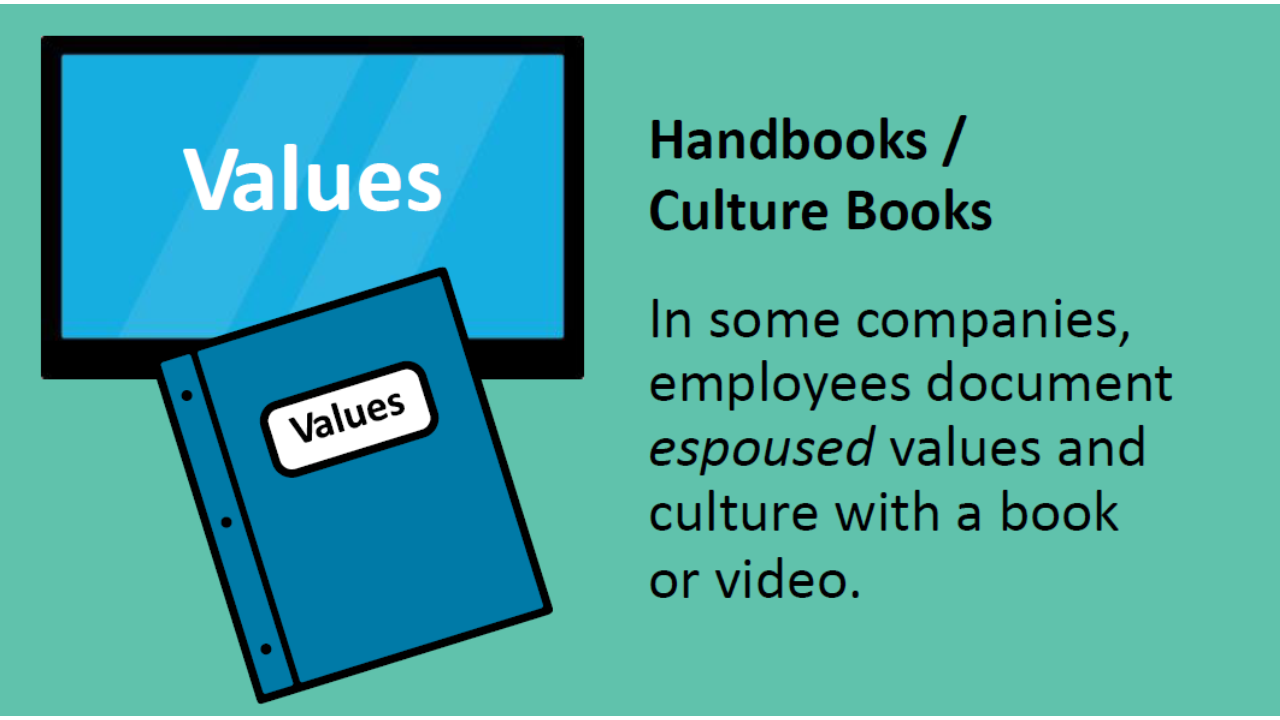 Values
Values
Handbooks /
Culture Books
In some companies,
employees document
espoused values and
culture with a book
or video.